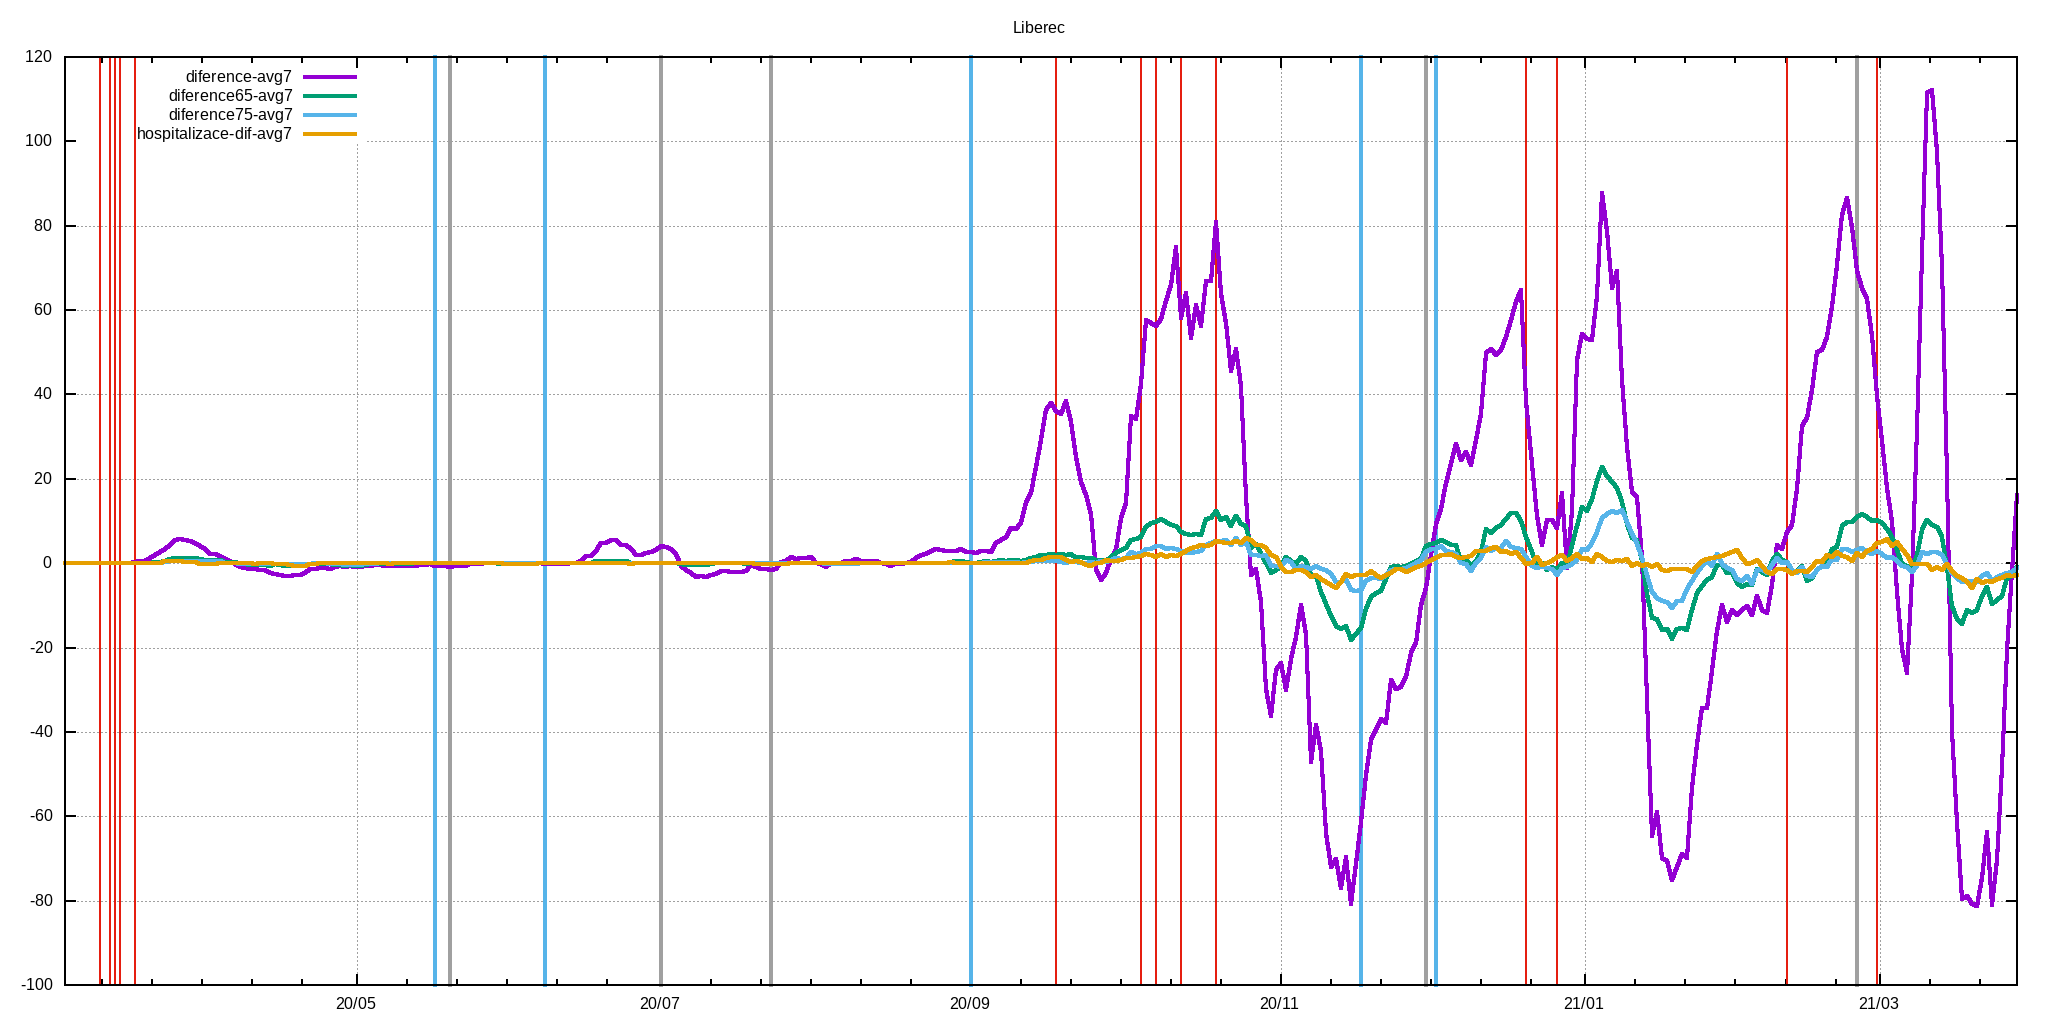 Liberec
120
100
80
60
40
20
0
-20
-40
-60
-80
-100
diference-avg7
diference65-avg7
diference75-avg7
hospitalizace-dif-avg7
20/05 20/07 20/09 20/11 21/01 21/03